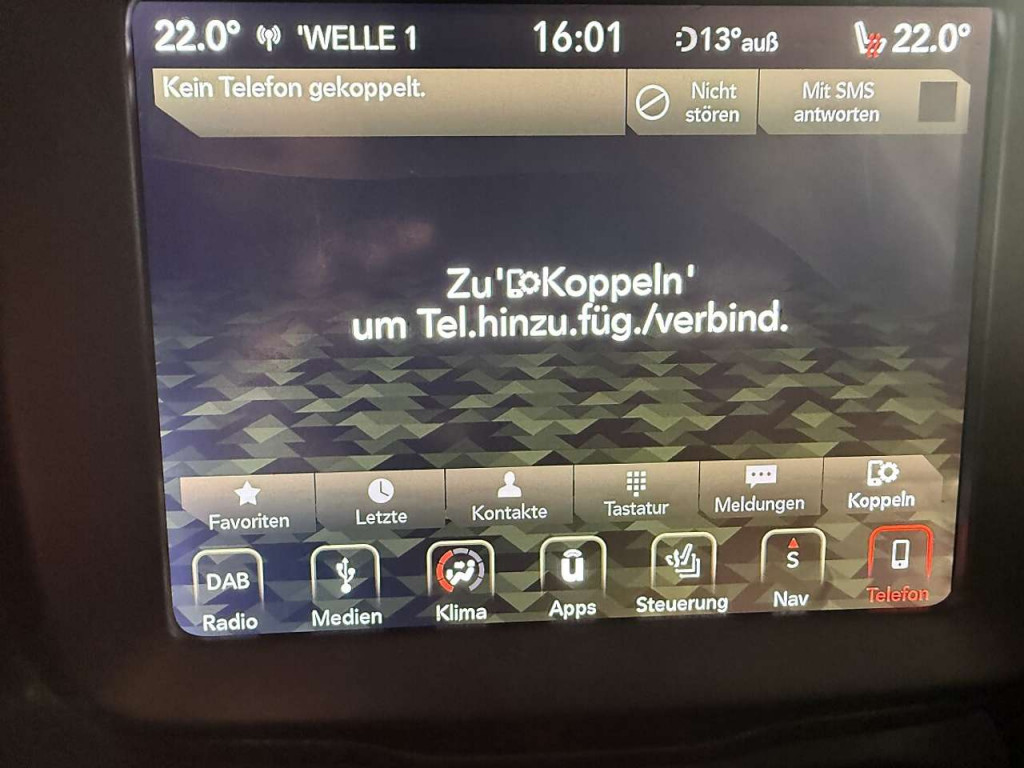 22.0° 'WELLE 1 16:01 13°auß 22.0°
Kein Telefon gekoppelt.
Nicht
stören
Mit SMS
antworten
Zu'Koppeln'
um Tel.hinzu.füg./verbind.
Favoriten Letzte Kontakte Tastatur Meldungen Koppeln
DAB u S
Radio Medien Klima Apps Steuerung Nav Telefon